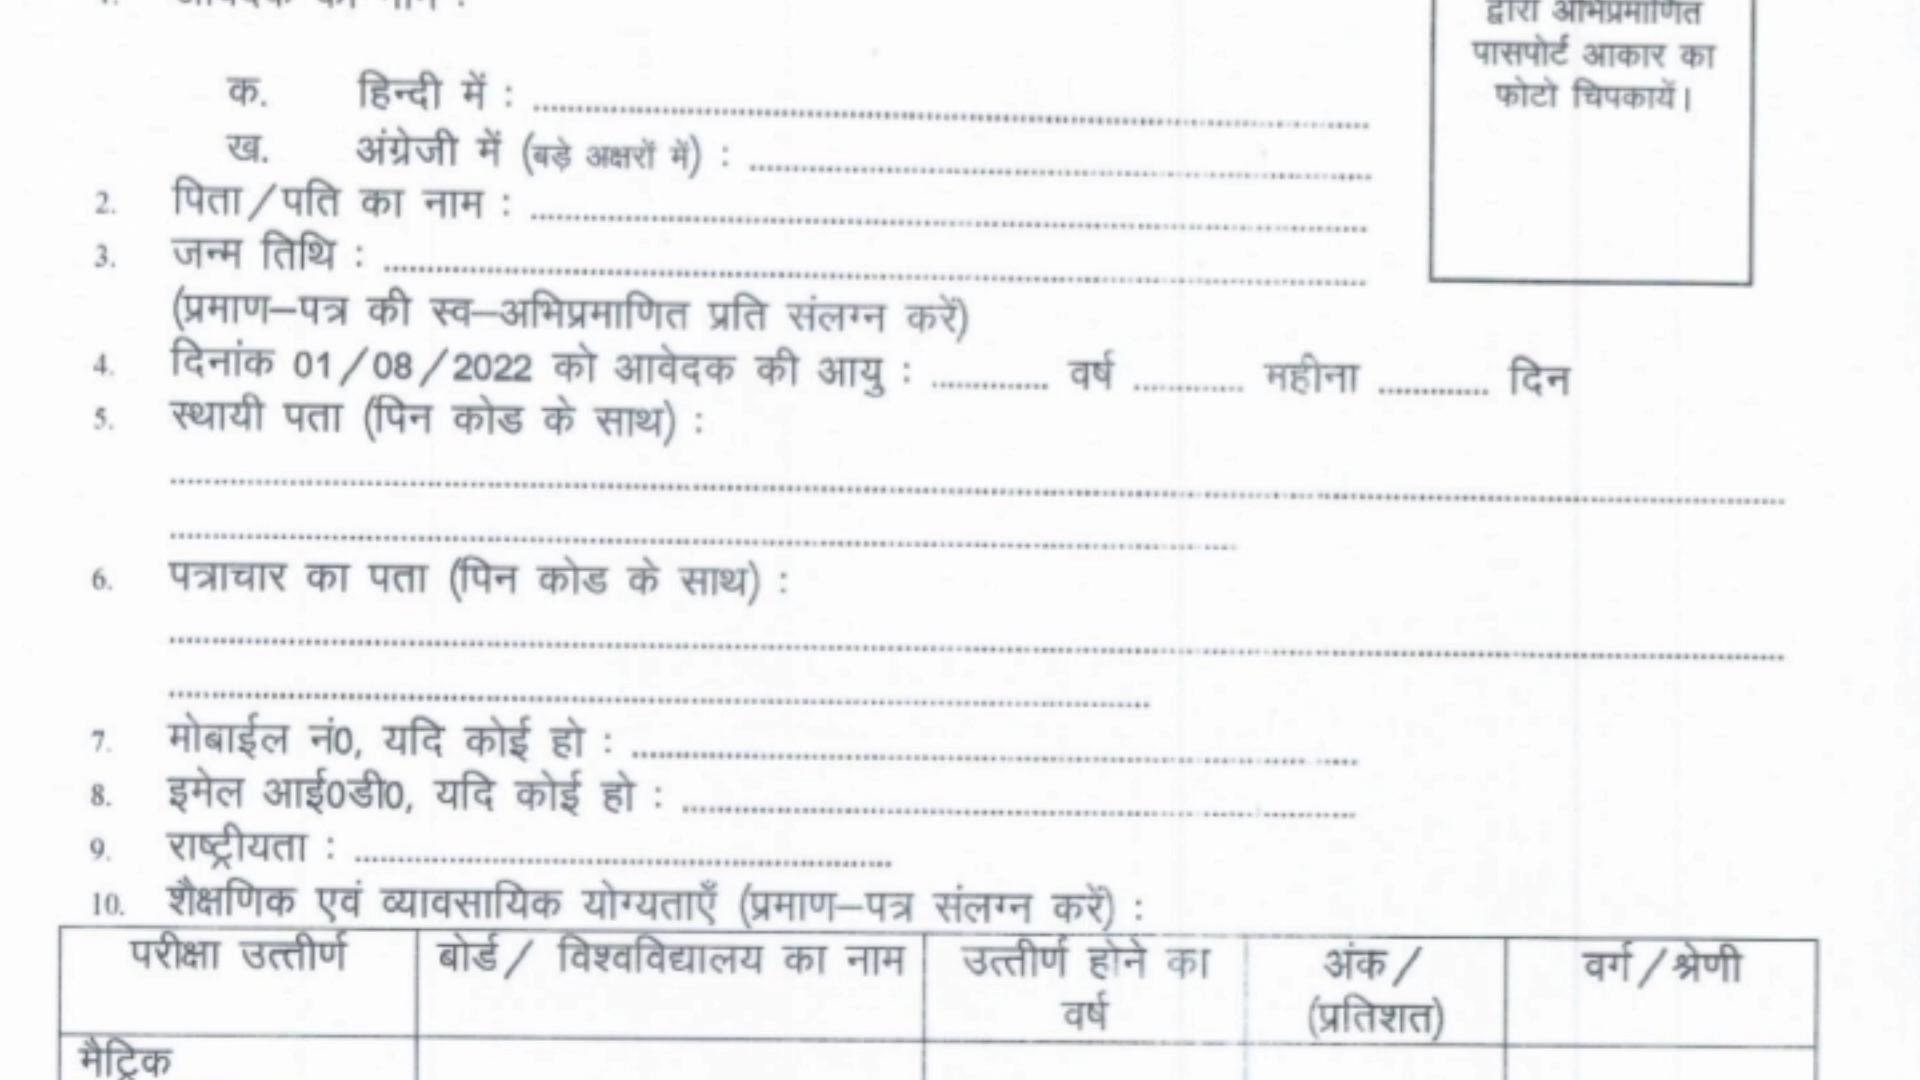 द्वारा अभिप्रमाणित
पासपोर्ट आकार का
फोटो चिपकायें।
क. हिन्दी में :
ख. अंग्रेजी में (बड़े अक्षरों में) :
2. पिता/पति का नाम :
3. जन्म तिथि :
(प्रमाण–पत्र की स्व–अभिप्रमाणित प्रति संलग्न करें)
4. दिनांक 01/08/2022 को आवेदक की आयु : ............ वर्ष ............ महीना ............ दिन
5. स्थायी पता (पिन कोड के साथ) :
6. पत्राचार का पता (पिन कोड के साथ) :
7. मोबाईल नं0, यदि कोई हो :
8. इमेल आई0डी0, यदि कोई हो :
9. राष्ट्रीयता :
10. शैक्षणिक एवं व्यावसायिक योग्यताएँ (प्रमाण–पत्र संलग्न करें) :
परीक्षा उत्तीर्ण बोर्ड/ विश्वविद्यालय का नाम उत्तीर्ण होने का अंक/ वर्ग/श्रेणी
वर्ष (प्रतिशत)
मैट्रिक